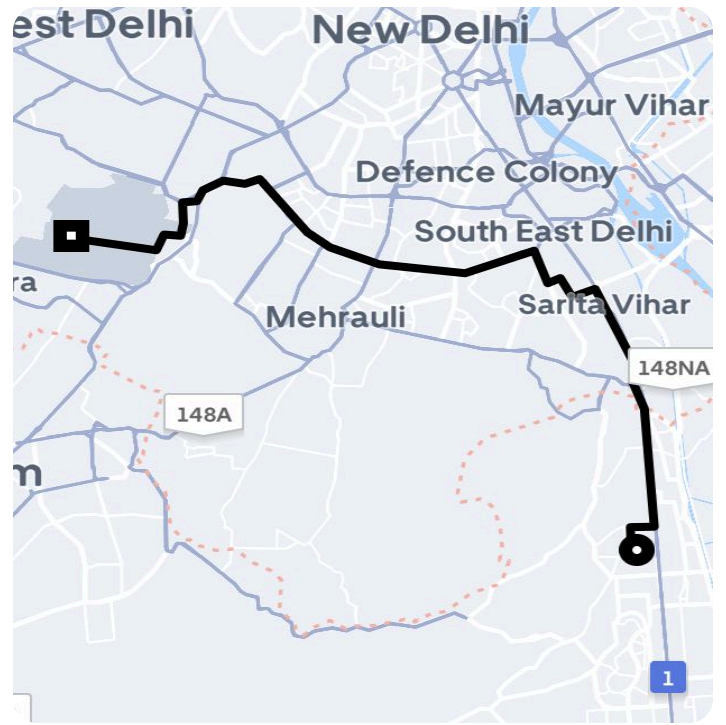 est Delhi
New Delhi
Mayur Vihar
Defence Colony
South East Delhi
ra
Sarita Vihar
Mehrauli
148NA
148A
m
1